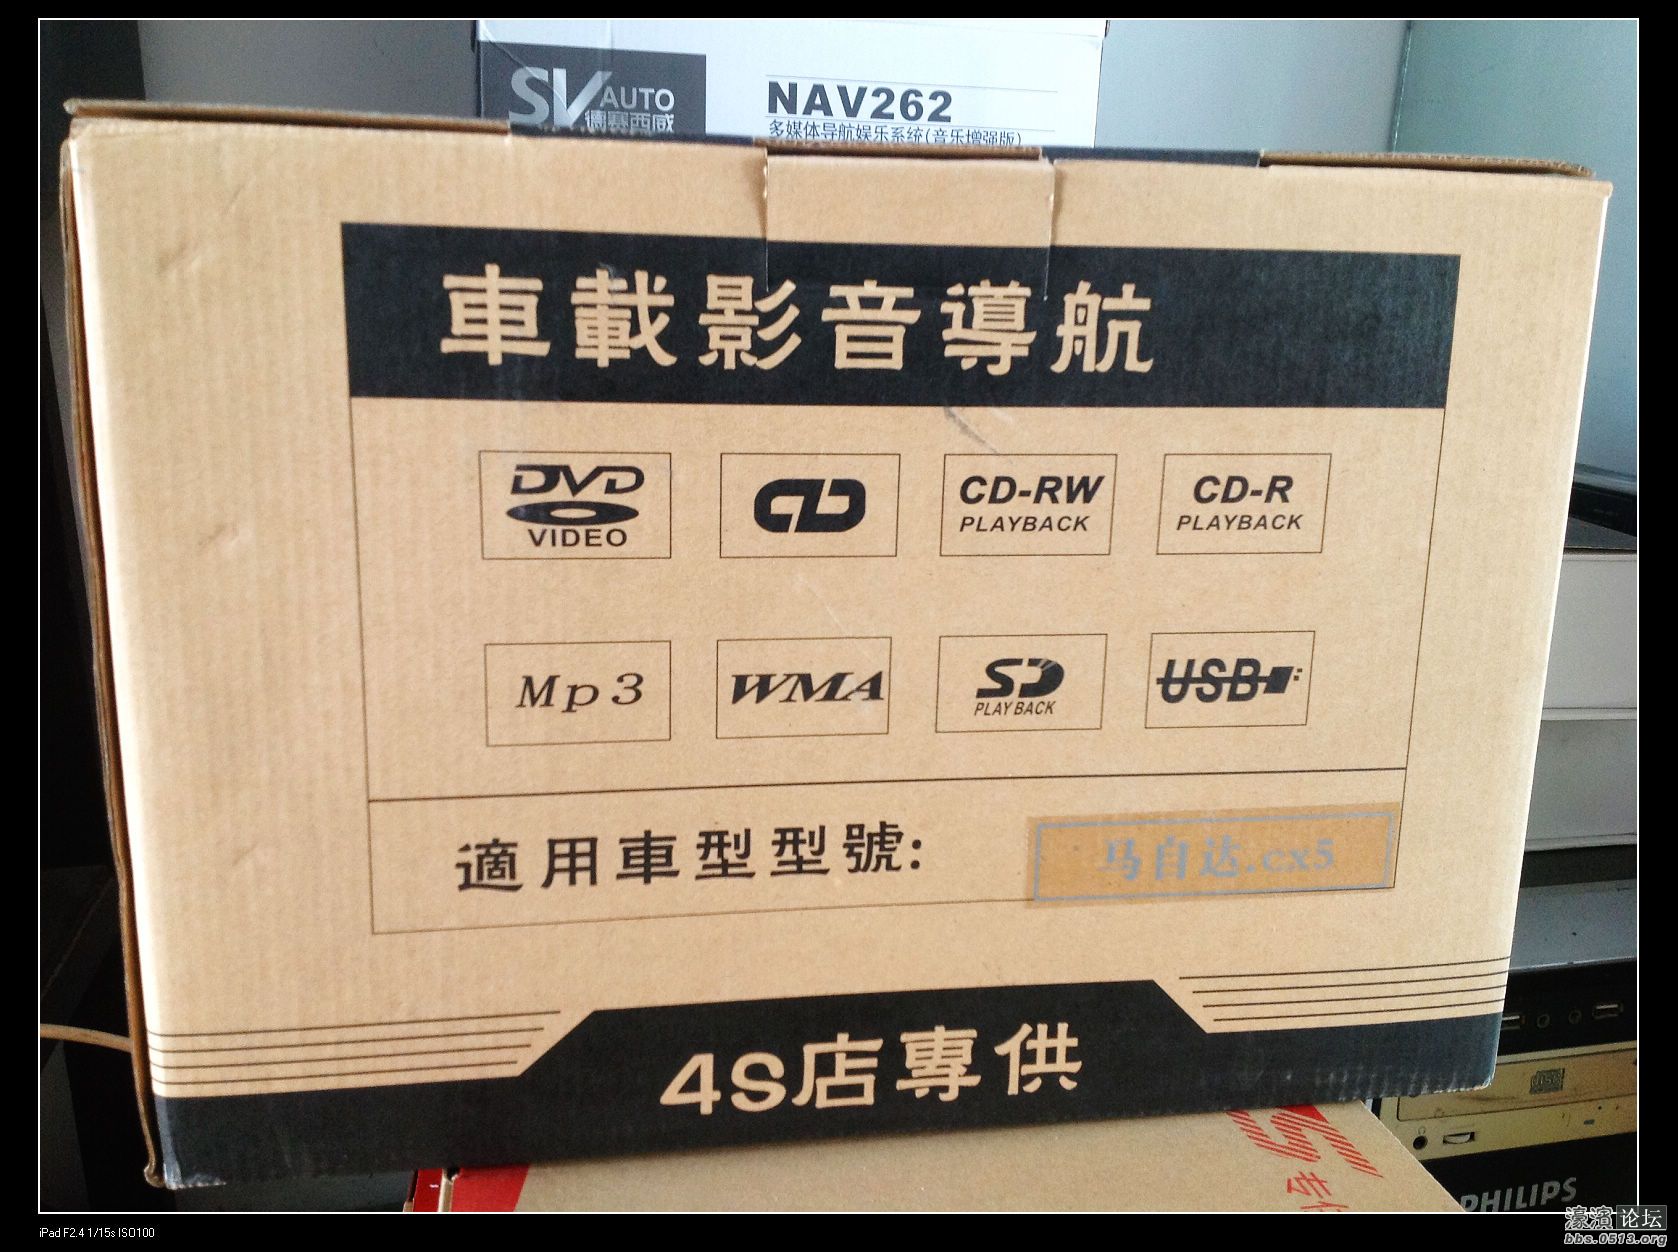 SV AUTO
德赛西威
NAV262
多媒体导航娱乐系统(音乐增强版)
車載影音導航
DVD
VIDEO
CD-RW
PLAYBACK
CD-R
PLAYBACK
Mp3
WMA
SD
PLAY BACK
USB
適用車型型號:
马自达.cx5
4S店專供
disc
PHILIPS
iPad F2.4 1/15s ISO100
濠滨论坛
bbs.0513.org